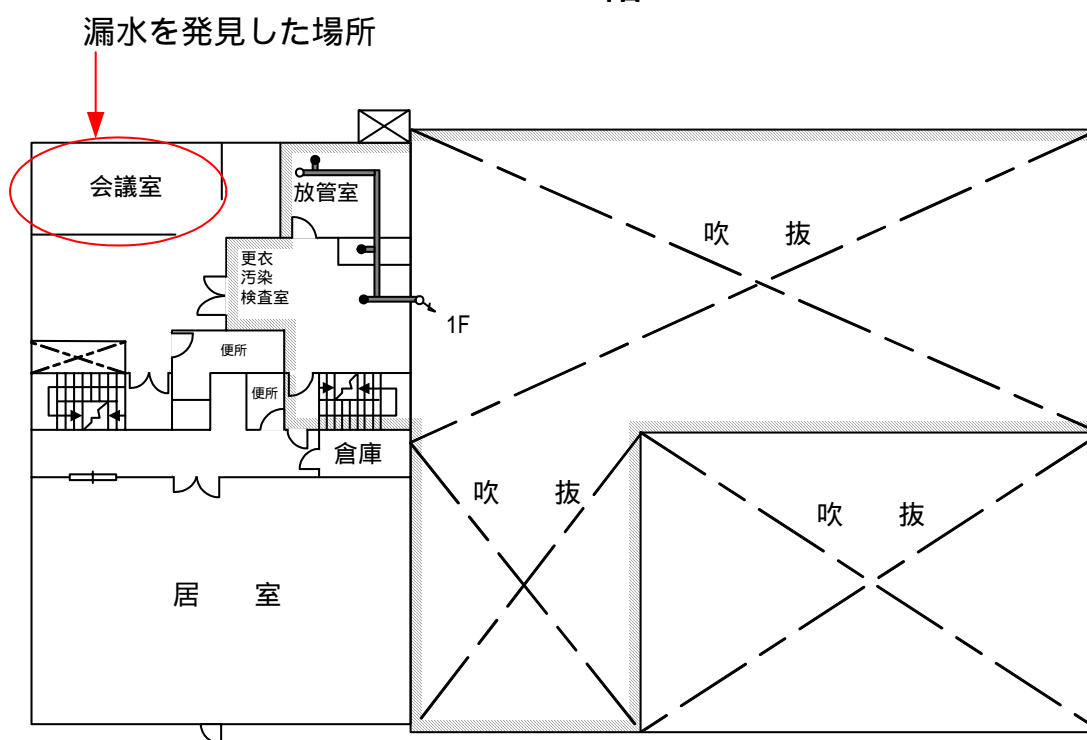 漏水を発見した場所
会議室
放管室
吹 抜
更衣
汚染
検査室
1F
便所
便所
倉庫
吹 抜
吹 抜
居 室